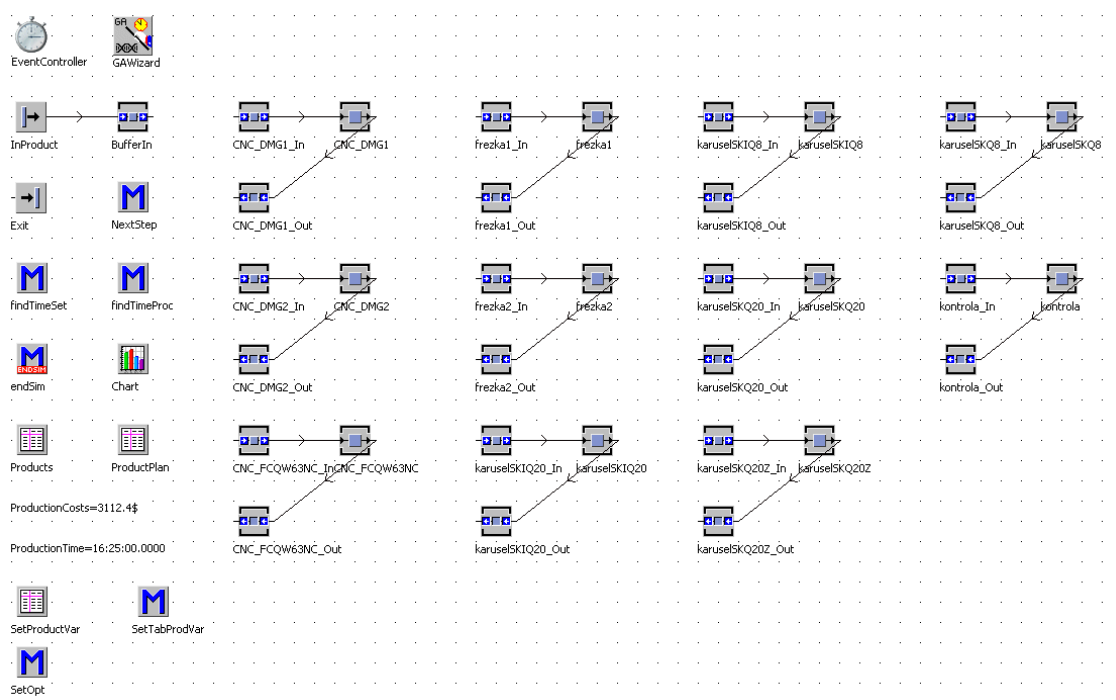 GA
EventController GAWizard
InProduct BufferIn CNC_DMG1_In CNC_DMG1 frezka1_In frezka1 karuselSKIQ8_In karuselSKIQ8 karuselSKQ8_In karuselSKQ8
M
Exit NextStep CNC_DMG1_Out frezka1_Out karuselSKIQ8_Out karuselSKQ8_Out
M M
findTimeSet findTimeProc CNC_DMG2_In CNC_DMG2 frezka2_In frezka2 karuselSKQ20_In karuselSKQ20 kontrola_In kontrola
M
ENDSIM
endSim Chart CNC_DMG2_Out frezka2_Out karuselSKQ20_Out kontrola_Out
Products ProductPlan CNC_FCQW63NC_In CNC_FCQW63NC karuselSKIQ20_In karuselSKIQ20 karuselSKQ20Z_In karuselSKQ20Z
ProductionCosts=3112.4$
ProductionTime=16:25:00.0000 CNC_FCQW63NC_Out karuselSKIQ20_Out karuselSKQ20Z_Out
M
SetProductVar SetTabProdVar
M
SetOpt